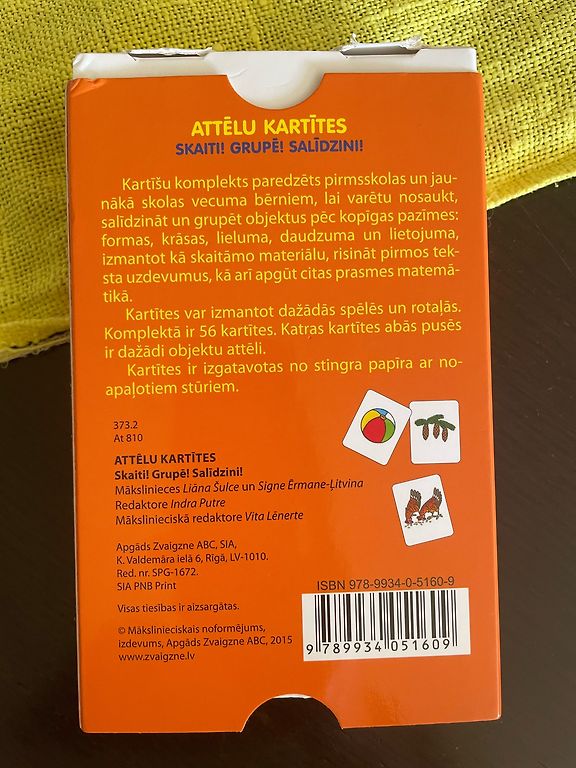 ATTĒLU KARTĪTES
SKAITI! GRUPĒ! SALĪDZINI!
Kartīšu komplekts paredzēts pirmsskolas un jau-
nākā skolas vecuma bērniem, lai varētu nosaukt,
salīdzināt un grupēt objektus pēc kopīgas pazīmes:
formas, krāsas, lieluma, daudzuma un lietojuma,
izmantot kā skaitāmo materiālu, risināt pirmos tek-
sta uzdevumus, kā arī apgūt citas prasmes matemā-
tikā.
Kartītes var izmantot dažādās spēlēs un rotaļās.
Komplektā ir 56 kartītes. Katras kartītes abās pusēs
ir dažādi objektu attēli.
Kartītes ir izgatavotas no stingra papīra ar no-
apaļotiem stūriem.
373.2
At 810
ATTĒLU KARTĪTES
Skaiti! Grupē! Salīdzini!
Mākslinieces Liāna Šulce un Signe Ērmane-Ļitvina
Redaktore Indra Putre
Mākslinieciskā redaktore Vita Lēnerte
Apgāds Zvaigzne ABC, SIA,
K. Valdemāra ielā 6, Rīgā, LV-1010.
Red. nr. SPG-1672.
SIA PNB Print
Visas tiesības ir aizsargātas.
© Mākslinieciskais noformējums,
izdevums, Apgāds Zvaigzne ABC, 2015
www.zvaigzne.lv
ISBN 978-9934-0-5160-9
9 789934 051609